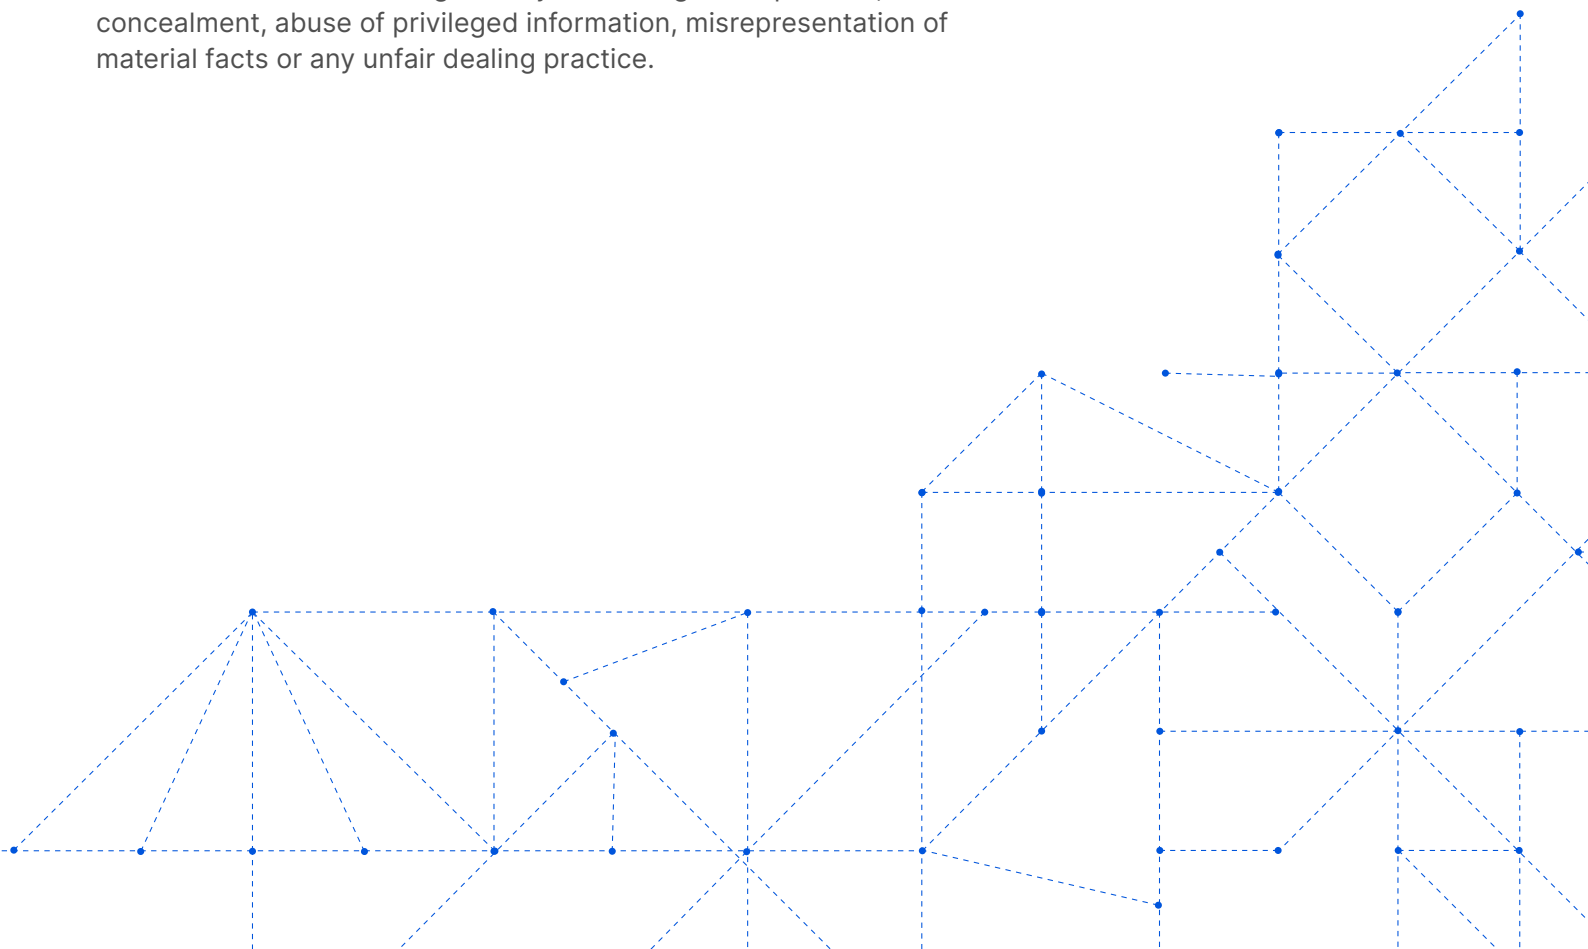 concealment, abuse of privileged information, misrepresentation of
material facts or any unfair dealing practice.